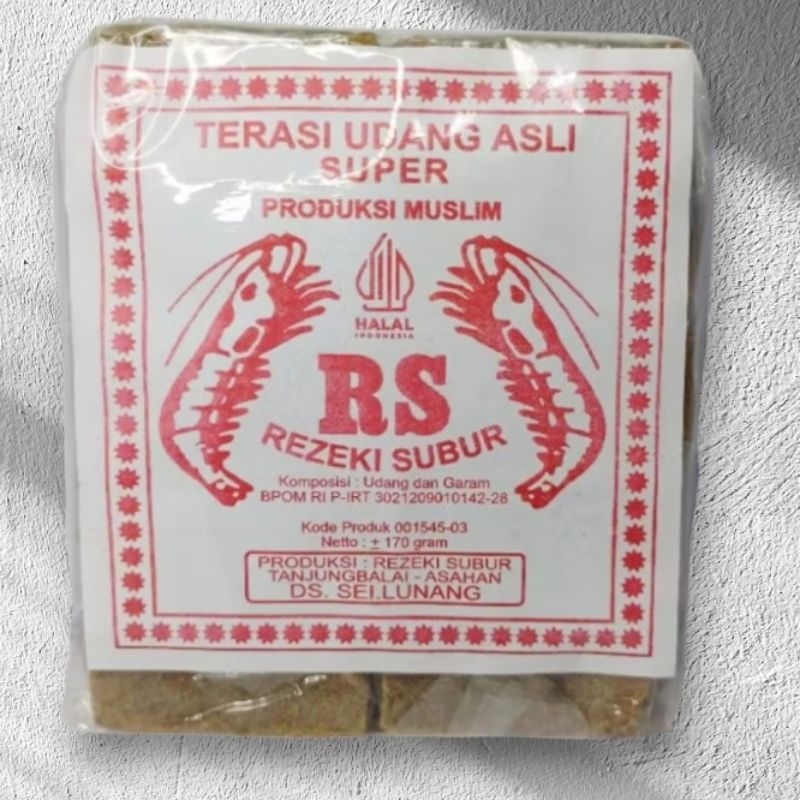 TERASI UDANG ASLI
SUPER
PRODUKSI MUSLIM
HALAL
INDONESIA
RS
REZEKI SUBUR
Komposisi : Udang dan Garam
BPOM RI P-IRT 3021209010142-28
Kode Produk 001545-03
Netto : ± 170 gram
PRODUKSI : REZEKI SUBUR
TANJUNGBALAI - ASAHAN
DS. SEI.LUNANG